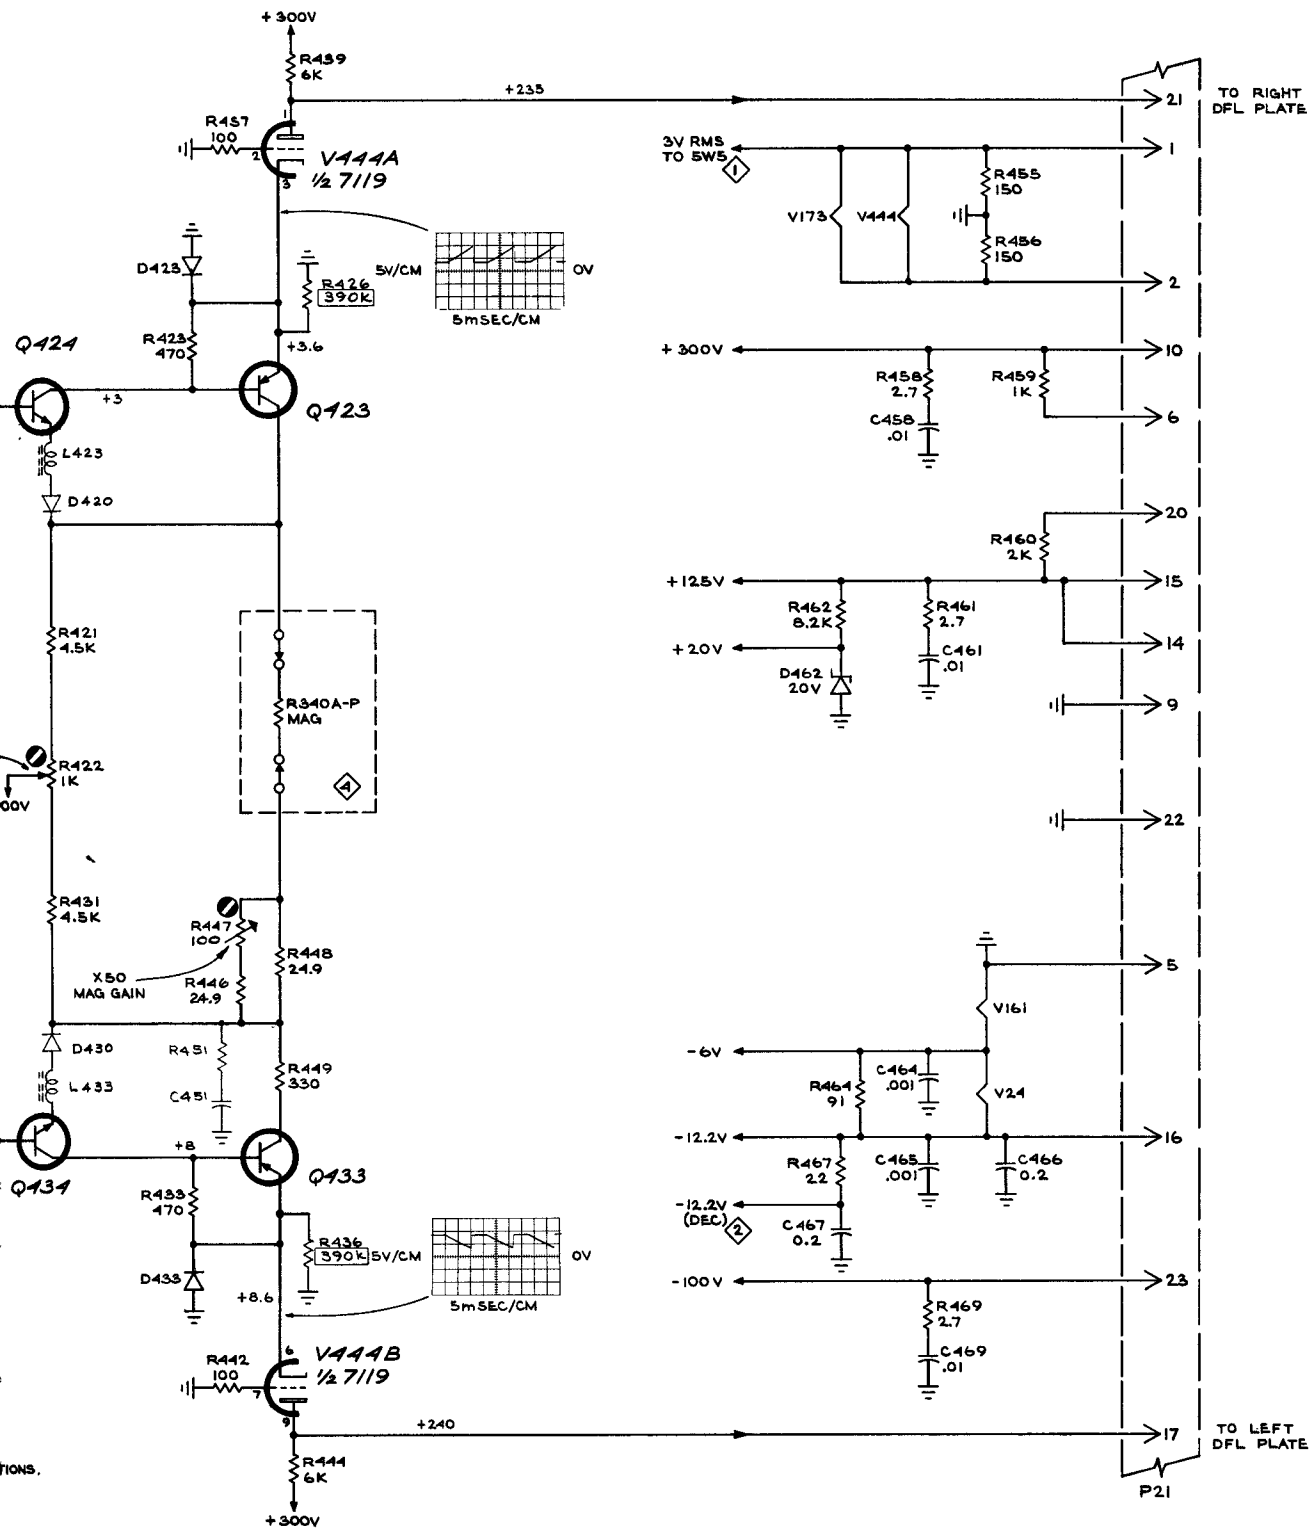 +300V
R439
6K
+235
21
TO RIGHT
DFL PLATE
1
R457
100
2
V444A
1/2 7119
3
3V RMS
TO 5W5
1
1
R455
150
V173
V444
R456
150
2
D423
5V/CM
0V
R426
390K
5mSEC/CM
Q424
R423
470
+3.6
+300V
10
R458
2.7
R459
1K
+3
Q423
C458
.01
6
L423
D420
20
R460
2K
+125V
15
R462
8.2K
R461
2.7
R421
4.5K
+20V
14
C461
.01
D462
20V
R340A-P
MAG
9
R422
1K
4
00V
22
R431
4.5K
R447
100
R448
24.9
5
X50
MAG GAIN
R446
24.9
V161
D430
R451
-6V
R449
330
L433
C451
C464
.001
R464
91
V24
+8
-12.2V
16
Q434
Q433
R467
22
C465
.001
C466
0.2
R433
470
-12.2V
(DEC)
2
C467
0.2
R436
390K
5V/CM
0V
D433
-100V
23
+8.6
5mSEC/CM
R469
2.7
6
V444B
1/2 7119
C469
.01
R442
100
7
9
+240
17
TO LEFT
DFL PLATE
R444
6K
TIONS.
P21
+300V